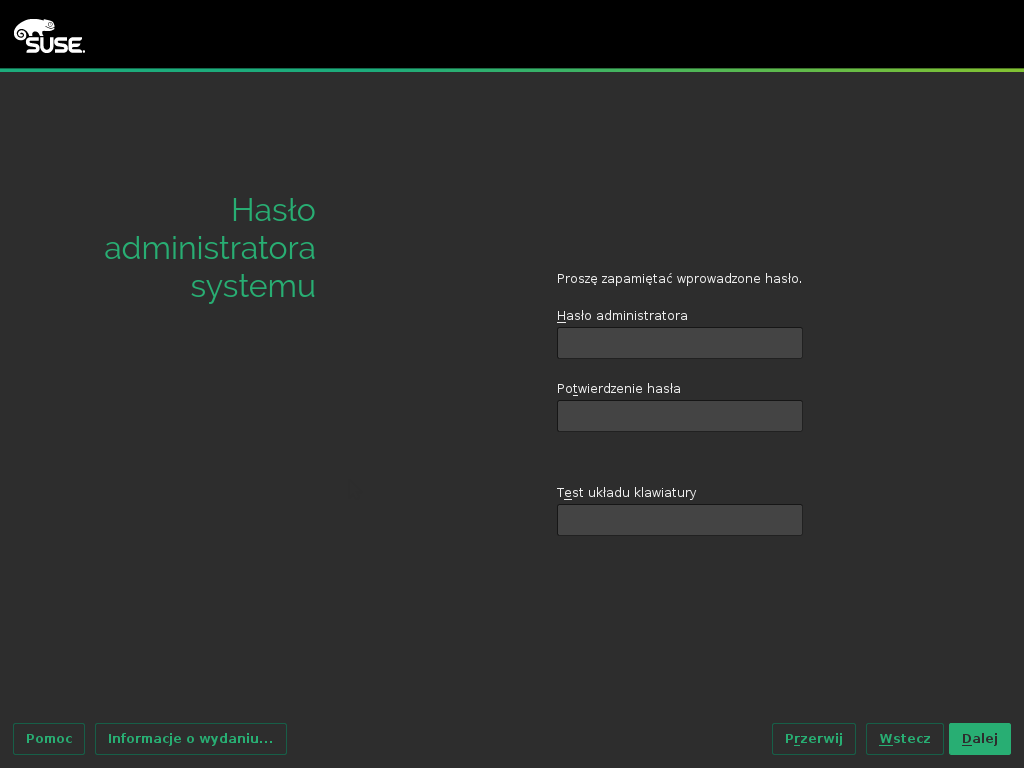 SUSE.
Hasło
administratora
systemu
Proszę zapamiętać wprowadzone hasło.
Hasło administratora
Potwierdzenie hasła
Test układu klawiatury
Pomoc
Informacje o wydaniu...
Przerwij
Wstecz
Dalej